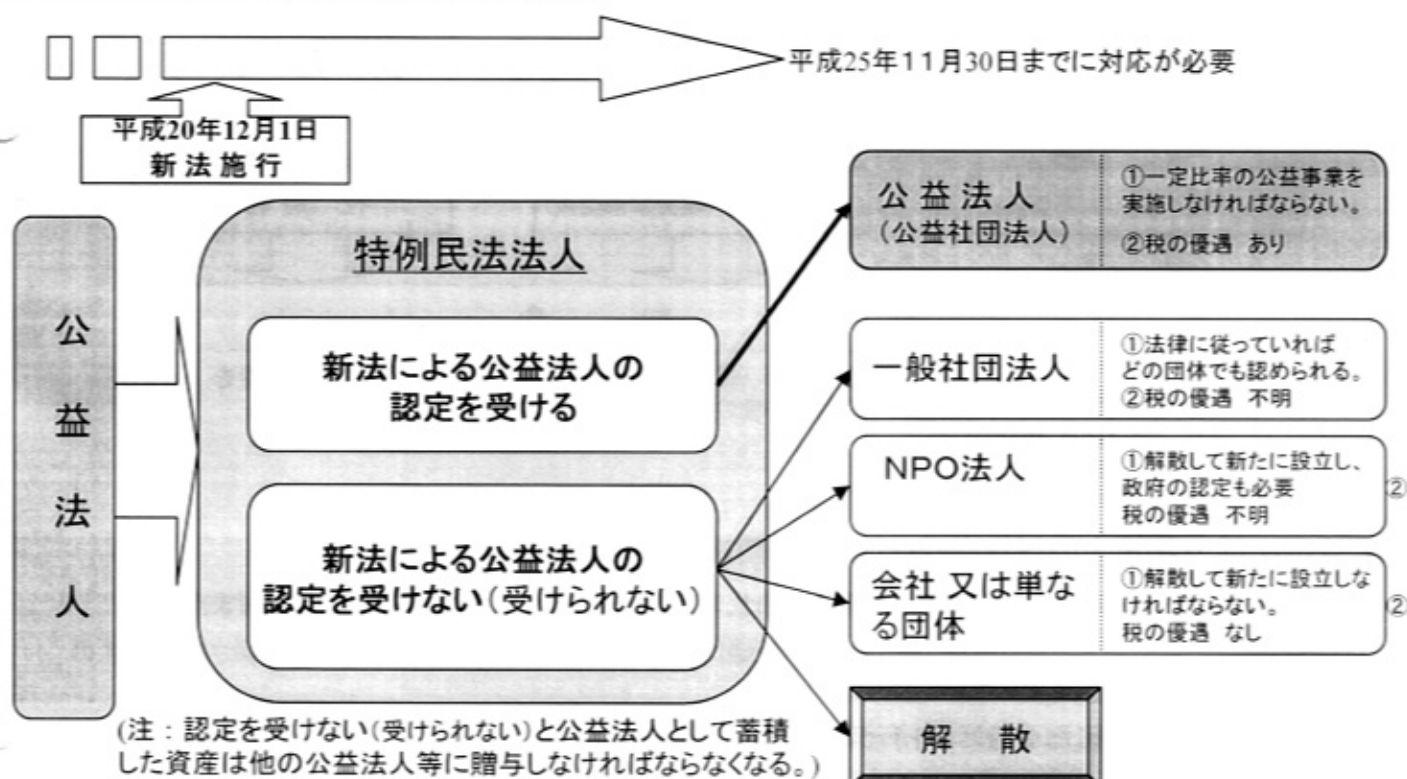 平成25年11月30日までに対応が必要
平成20年12月1日
新 法 施 行
公益法人
特例民法法人
新法による公益法人の
認定を受ける
新法による公益法人の
認定を受けない(受けられない)
公 益 法 人
(公益社団法人)
①一定比率の公益事業を
実施しなければならない。
②税の優遇 あり
一般社団法人
①法律に従っていれば
どの団体でも認められる。
②税の優遇 不明
NPO法人
①解散して新たに設立し、
政府の認定も必要
②
税の優遇 不明
会社 又は単な
る団体
①解散して新たに設立しな
ければならない。
②
税の優遇 なし
解 散
(注:認定を受けない(受けられない)と公益法人として蓄積
した資産は他の公益法人等に贈与しなければならなくなる。)